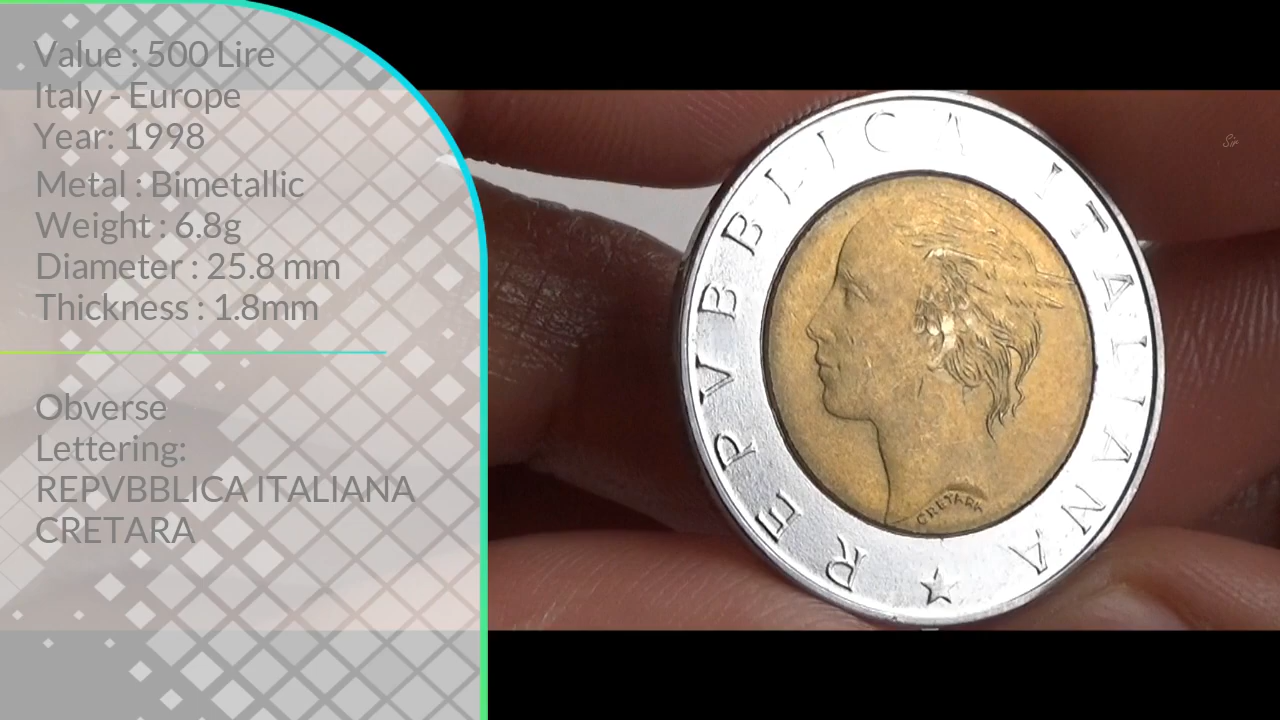 Value : 500 Lire
Italy - Europe
Year: 1998
Metal : Bimetallic
Weight : 6.8g
Diameter : 25.8 mm
Thickness : 1.8mm
Obverse
Lettering:
REPVBBLICA ITALIANA
CRETARA
REPVBBLICA ITALIANA
CRETARA